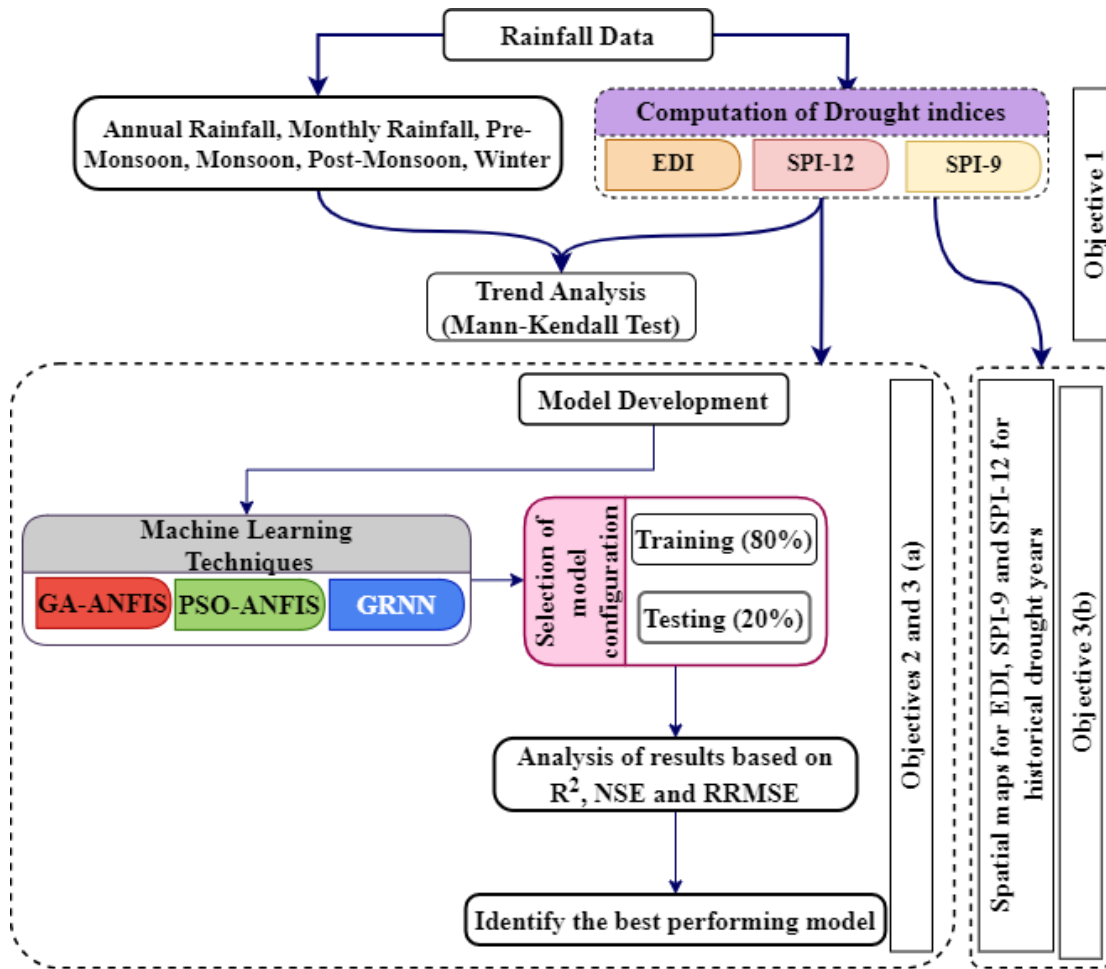 Rainfall Data
Annual Rainfall, Monthly Rainfall, Pre-
Monsoon, Monsoon, Post-Monsoon, Winter
Computation of Drought indices
EDI
SPI-12
SPI-9
Objective 1
Trend Analysis
(Mann-Kendall Test)
Model Development
Machine Learning
Techniques
GA-ANFIS
PSO-ANFIS
GRNN
Selection of
model
configuration
Training (80%)
Testing (20%)
Analysis of results based on
R², NSE and RRMSE
Identify the best performing model
Objectives 2 and 3 (a)
Spatial maps for EDI, SPI-9 and SPI-12 for
historical drought years
Objective 3(b)